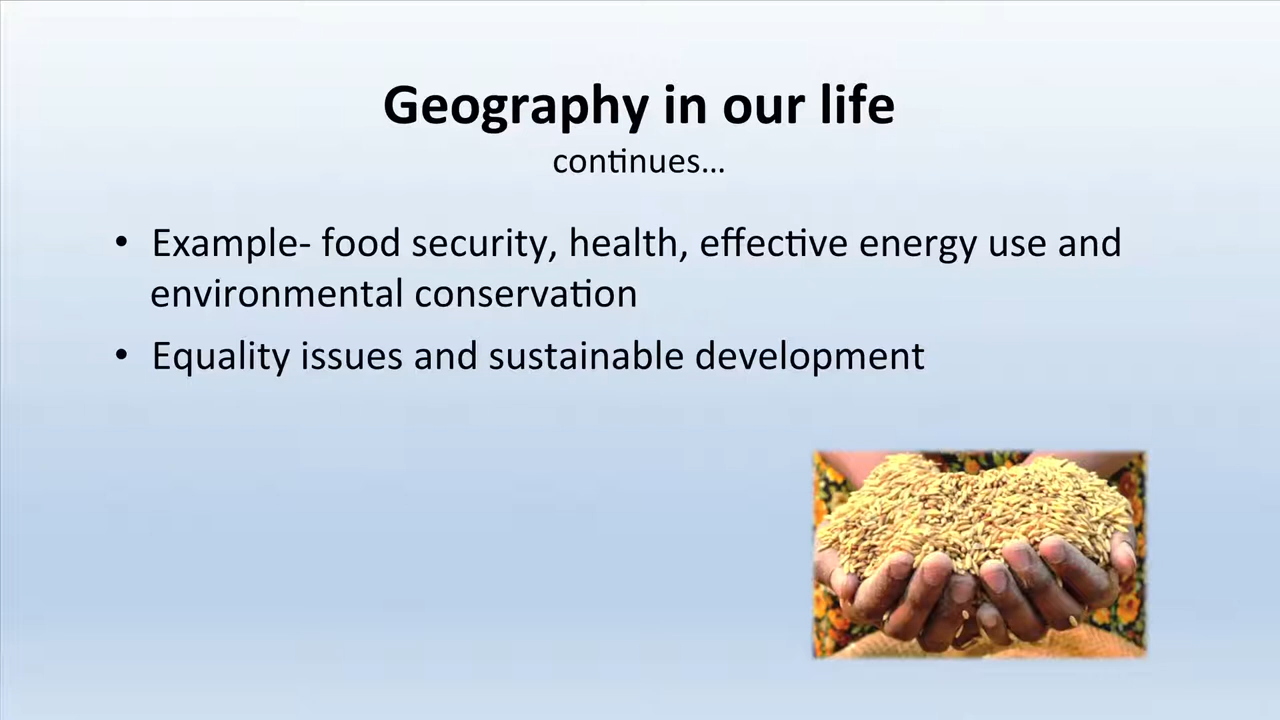 Geography in our life
continues...
• Example- food security, health, effective energy use and
environmental conservation
• Equality issues and sustainable development